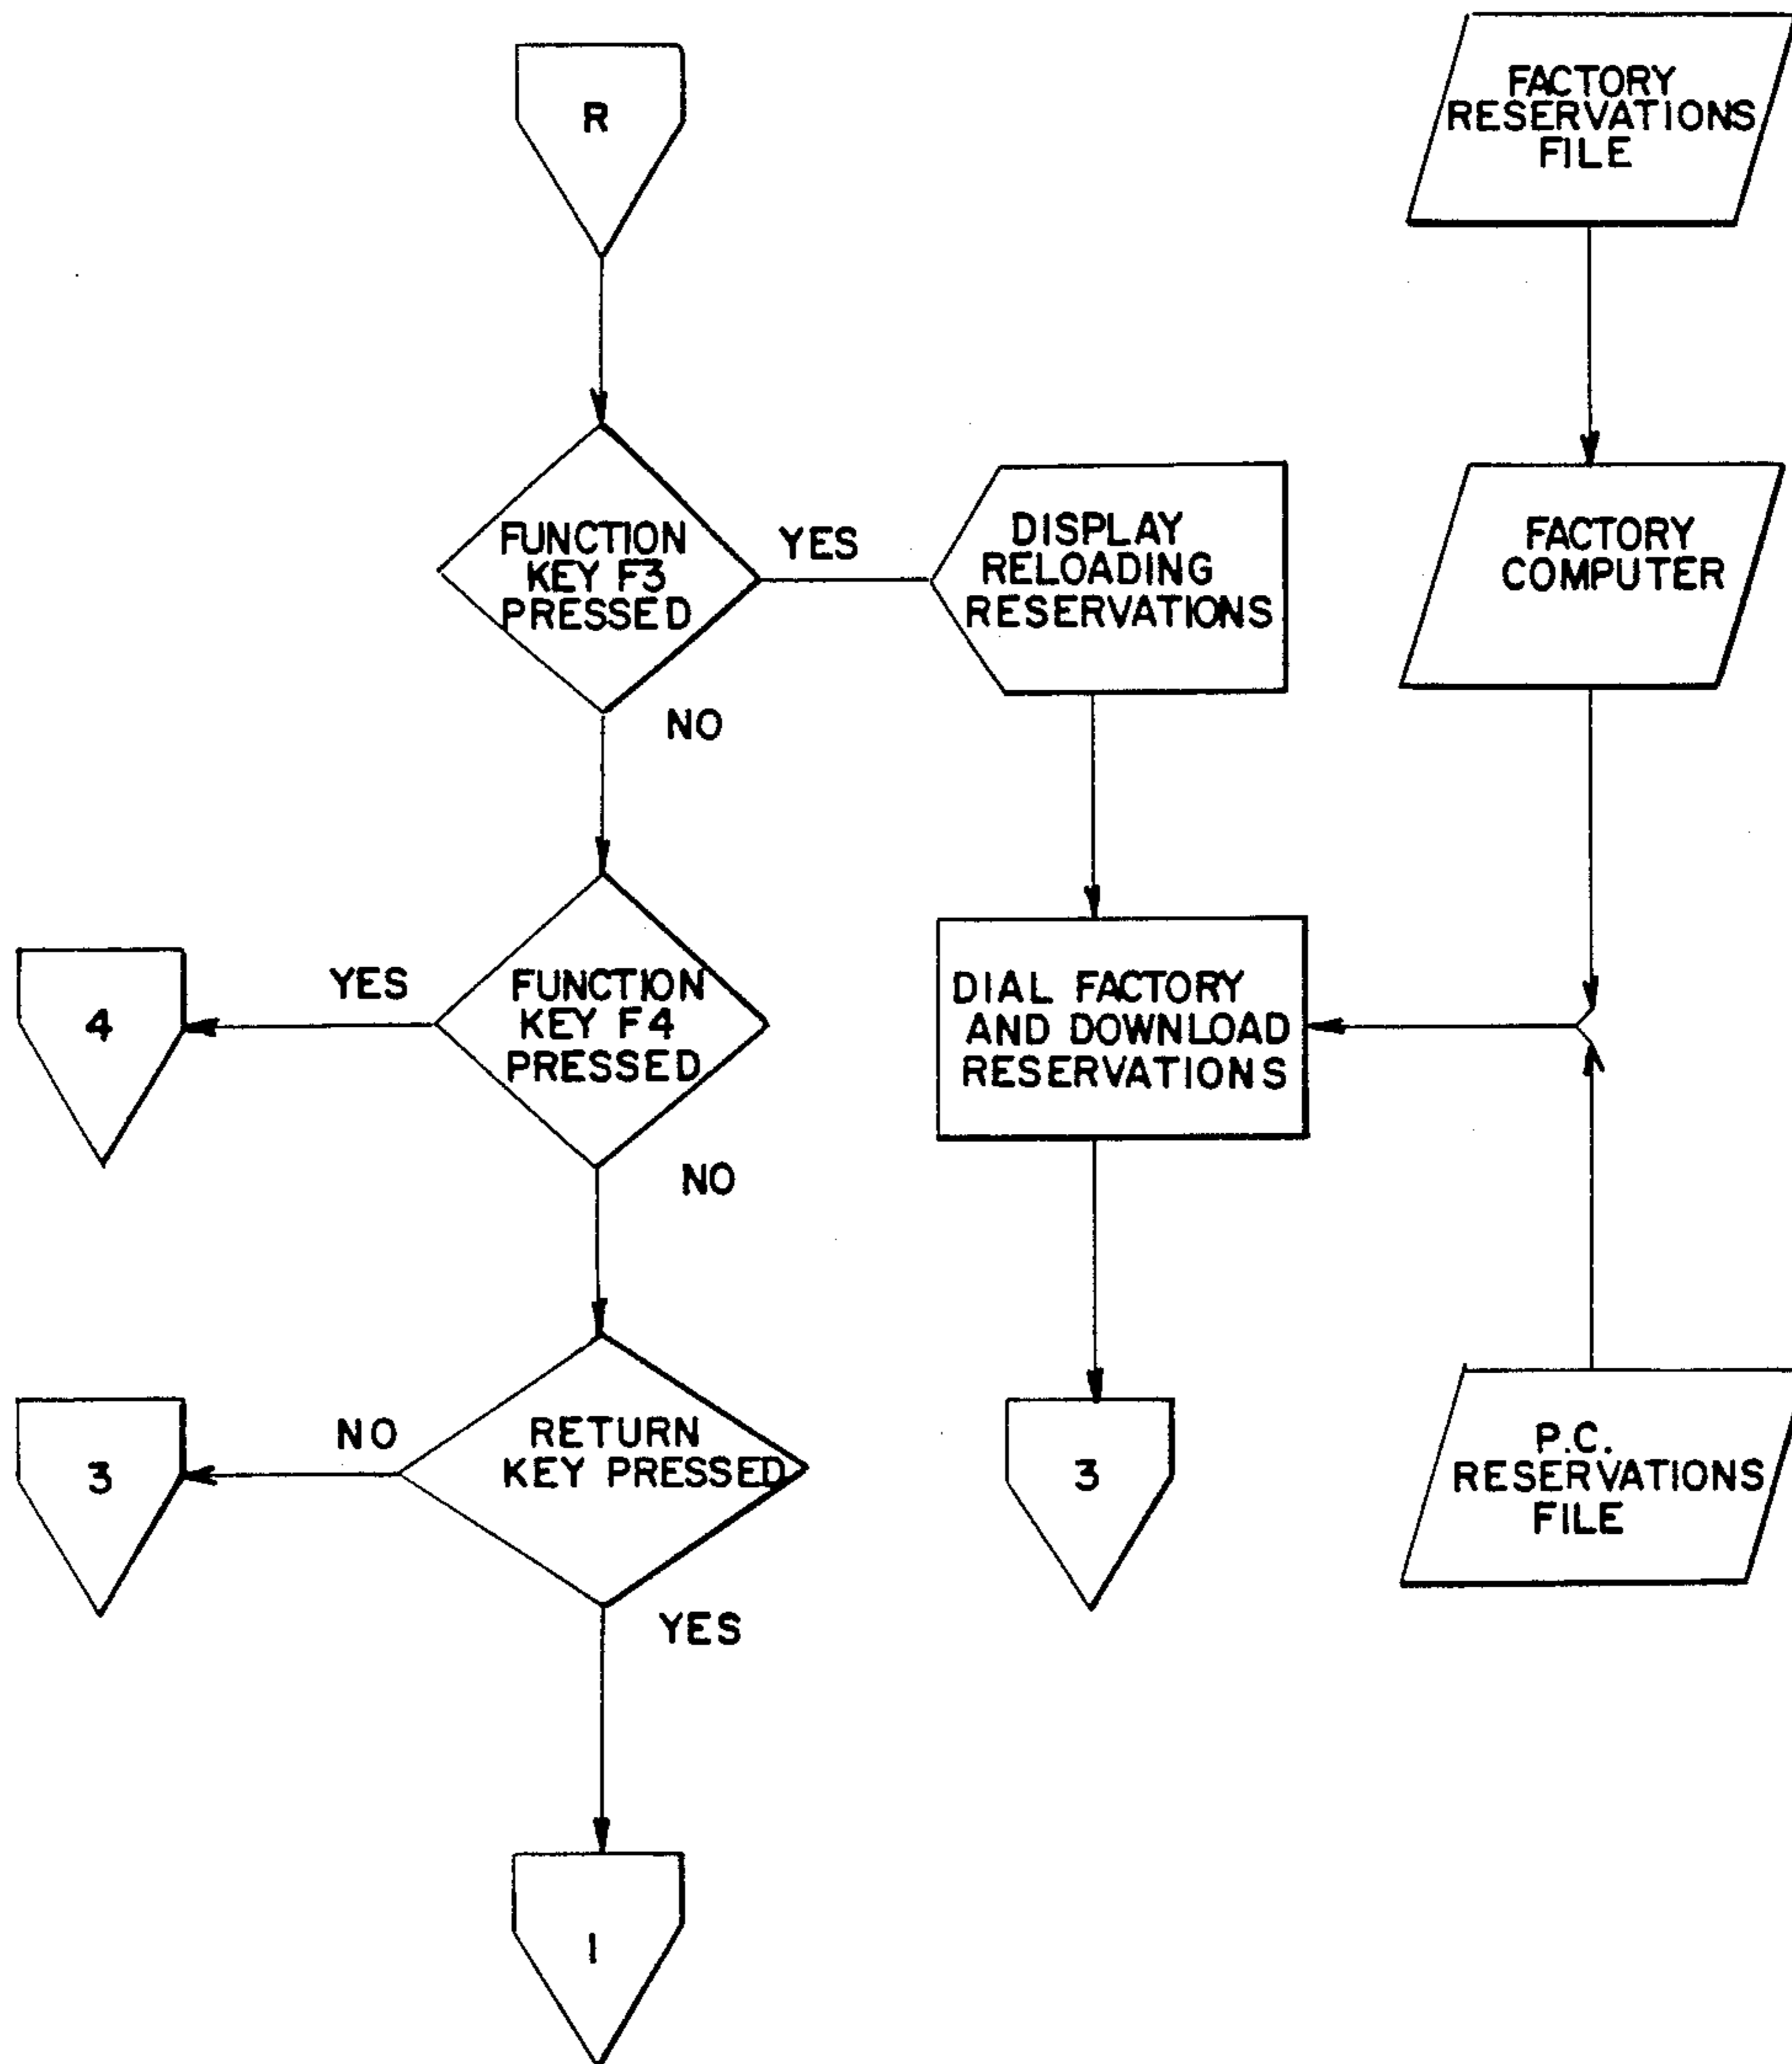 R
FACTORY
RESERVATIONS
FILE
FUNCTION
KEY F3
PRESSED
YES
NO
DISPLAY
RELOADING
RESERVATIONS
FACTORY
COMPUTER
4
YES
FUNCTION
KEY F4
PRESSED
NO
DIAL FACTORY
AND DOWNLOAD
RESERVATIONS
3
NO
RETURN
KEY PRESSED
YES
3
P.C.
RESERVATIONS
FILE
1